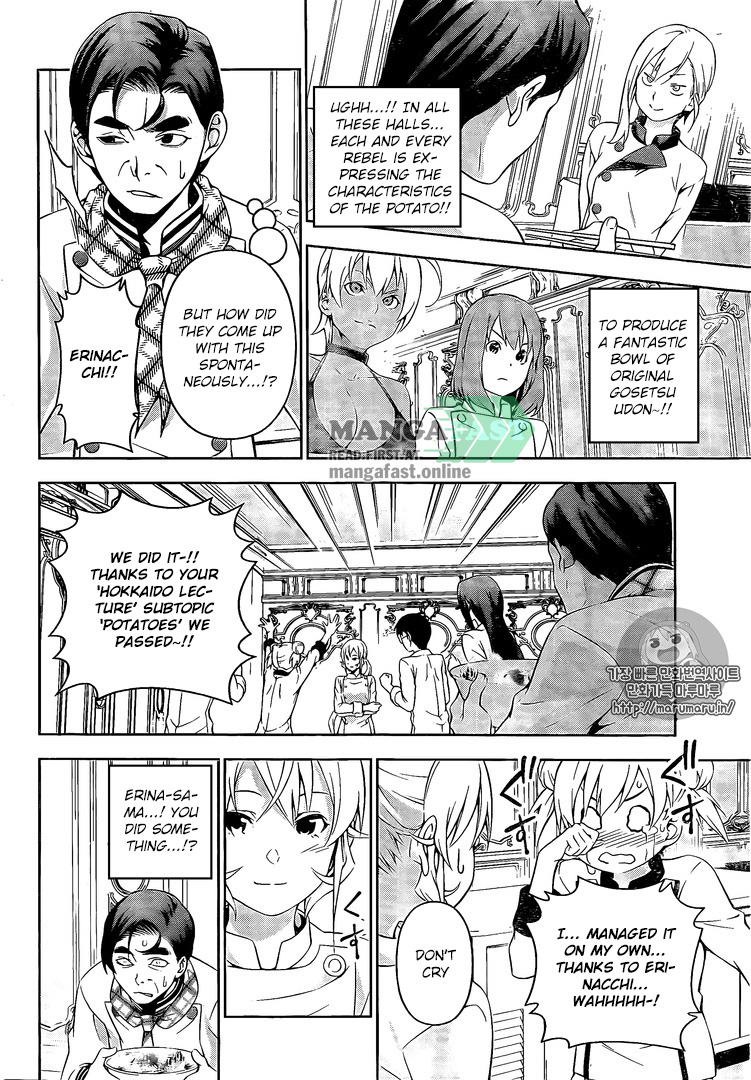 UGHH...!! IN ALL
THESE HALLS...
EACH AND EVERY
REBEL IS EX-
PRESSING THE
CHARACTERISTICS
OF THE POTATO!!
TO PRODUCE
A FANTASTIC
BOWL OF
ORIGINAL
GOSETSU
UDON~!!
BUT HOW DID
THEY COME UP
WITH THIS
SPONTA-
NEOUSLY...!?
ERINAC-
CHI!!
MANGAFAST
READ FIRST AT
mangafast.online
WE DID IT-!!
THANKS TO YOUR
'HOKKAIDO LEC-
TURE' SUBTOPIC
'POTATOES' WE
PASSED~!!
가장 빠른 만화번역사이트
만화가득 마루마루
http://marumaru.in/
I... MANAGED IT
ON MY OWN...
THANKS TO ERI-
NACCHI...
WAHHHHH-!
DON'T
CRY
ERINA-SA-
MA...! YOU
DID SOME-
THING...!?